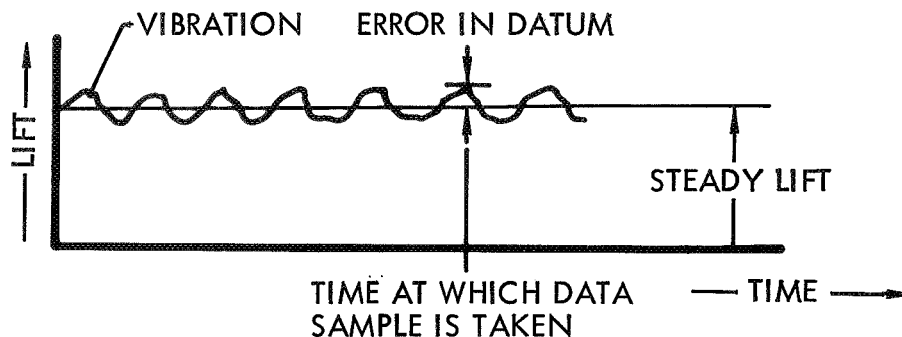 VIBRATION
ERROR IN DATUM
LIFT
STEADY LIFT
TIME AT WHICH DATA
SAMPLE IS TAKEN
TIME